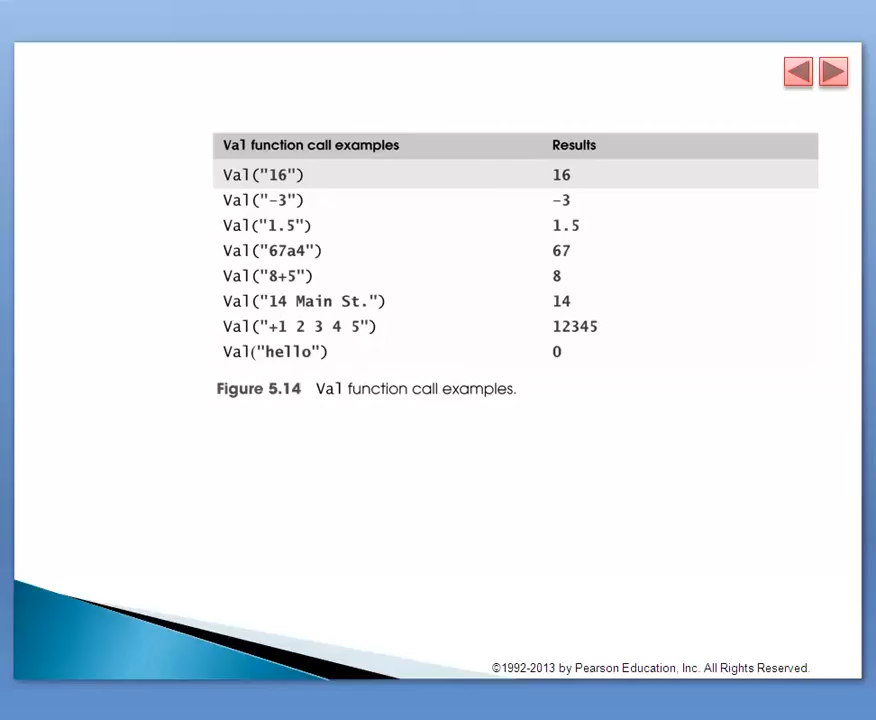 Val function call examples Results
Val("16") 16
Val("–3") –3
Val("1.5") 1.5
Val("67a4") 67
Val("8+5") 8
Val("14 Main St.") 14
Val("+1 2 3 4 5") 12345
Val("hello") 0
Figure 5.14 Val function call examples.
©1992-2013 by Pearson Education, Inc. All Rights Reserved.